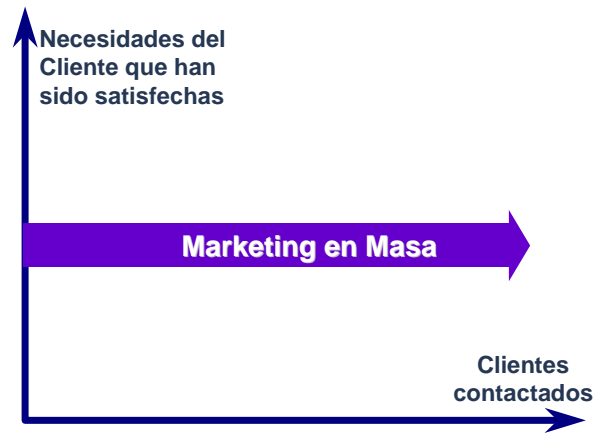 Necesidades del
Cliente que han
sido satisfechas
Marketing en Masa
Clientes
contactados